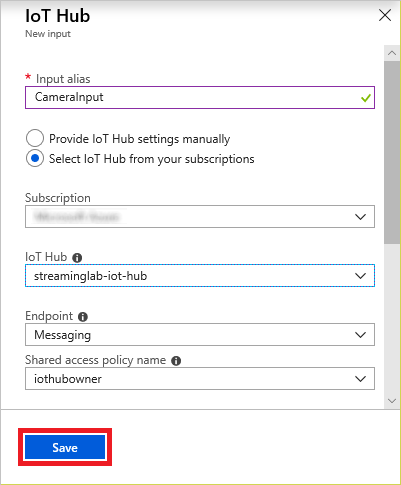 IoT Hub
New input
* Input alias
CameraInput
Provide IoT Hub settings manually
Select IoT Hub from your subscriptions
Subscription
IoT Hub
streaminglab-iot-hub
Endpoint
Messaging
Shared access policy name
iothubowner
Save